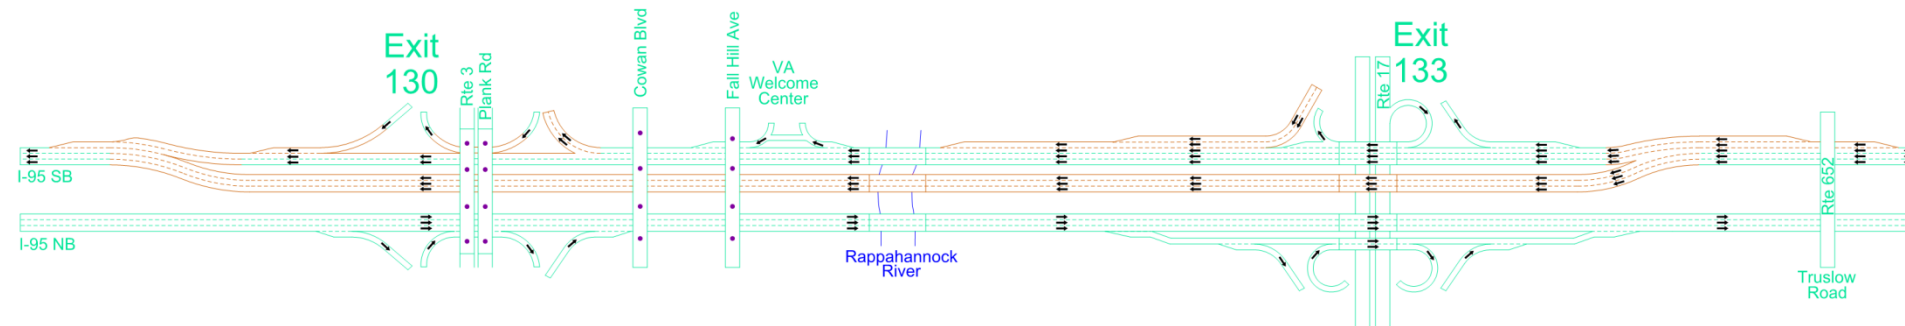 Exit
130
Rte 3
Plank Rd
Cowan Blvd
Fall Hill Ave
VA
Welcome
Center
Rte 17
Exit
133
I-95 SB
Rte 652
I-95 NB
Rappahannock
River
Truslow
Road